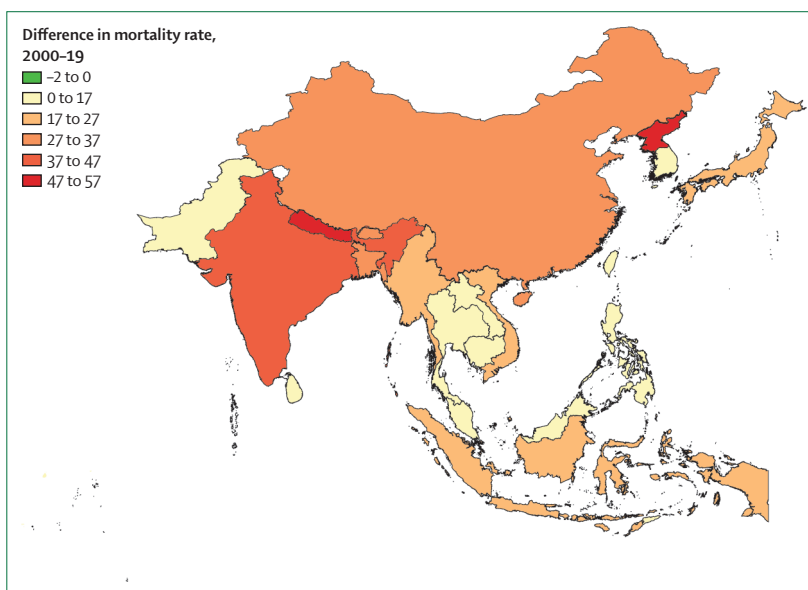 Difference in mortality rate,
2000–19
–2 to 0
0 to 17
17 to 27
27 to 37
37 to 47
47 to 57